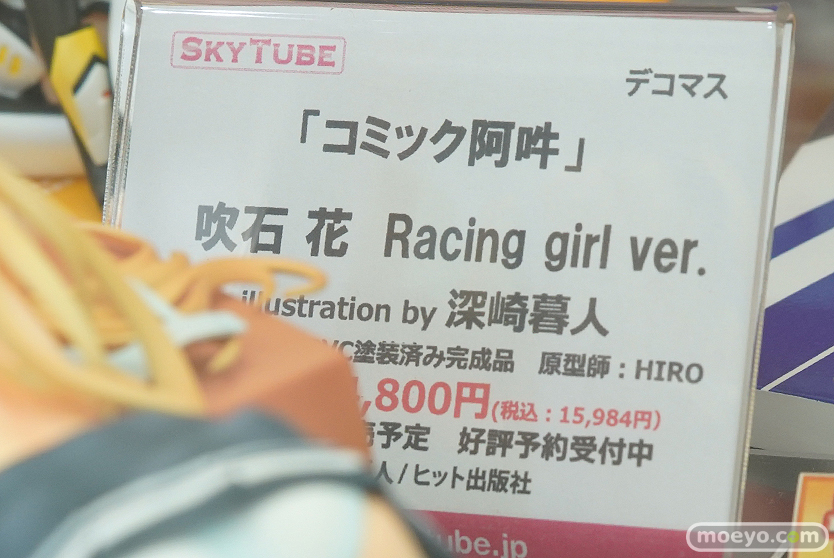 SKYTUBE
デコマス
「コミック阿吽」
吹石 花 Racing girl ver.
illustration by 深崎暮人
塗装済み完成品 原型師：HIRO
,800円(税込：15,984円)
予定 好評予約受付中
人/ヒット出版社
tube.jp
moeyo.com